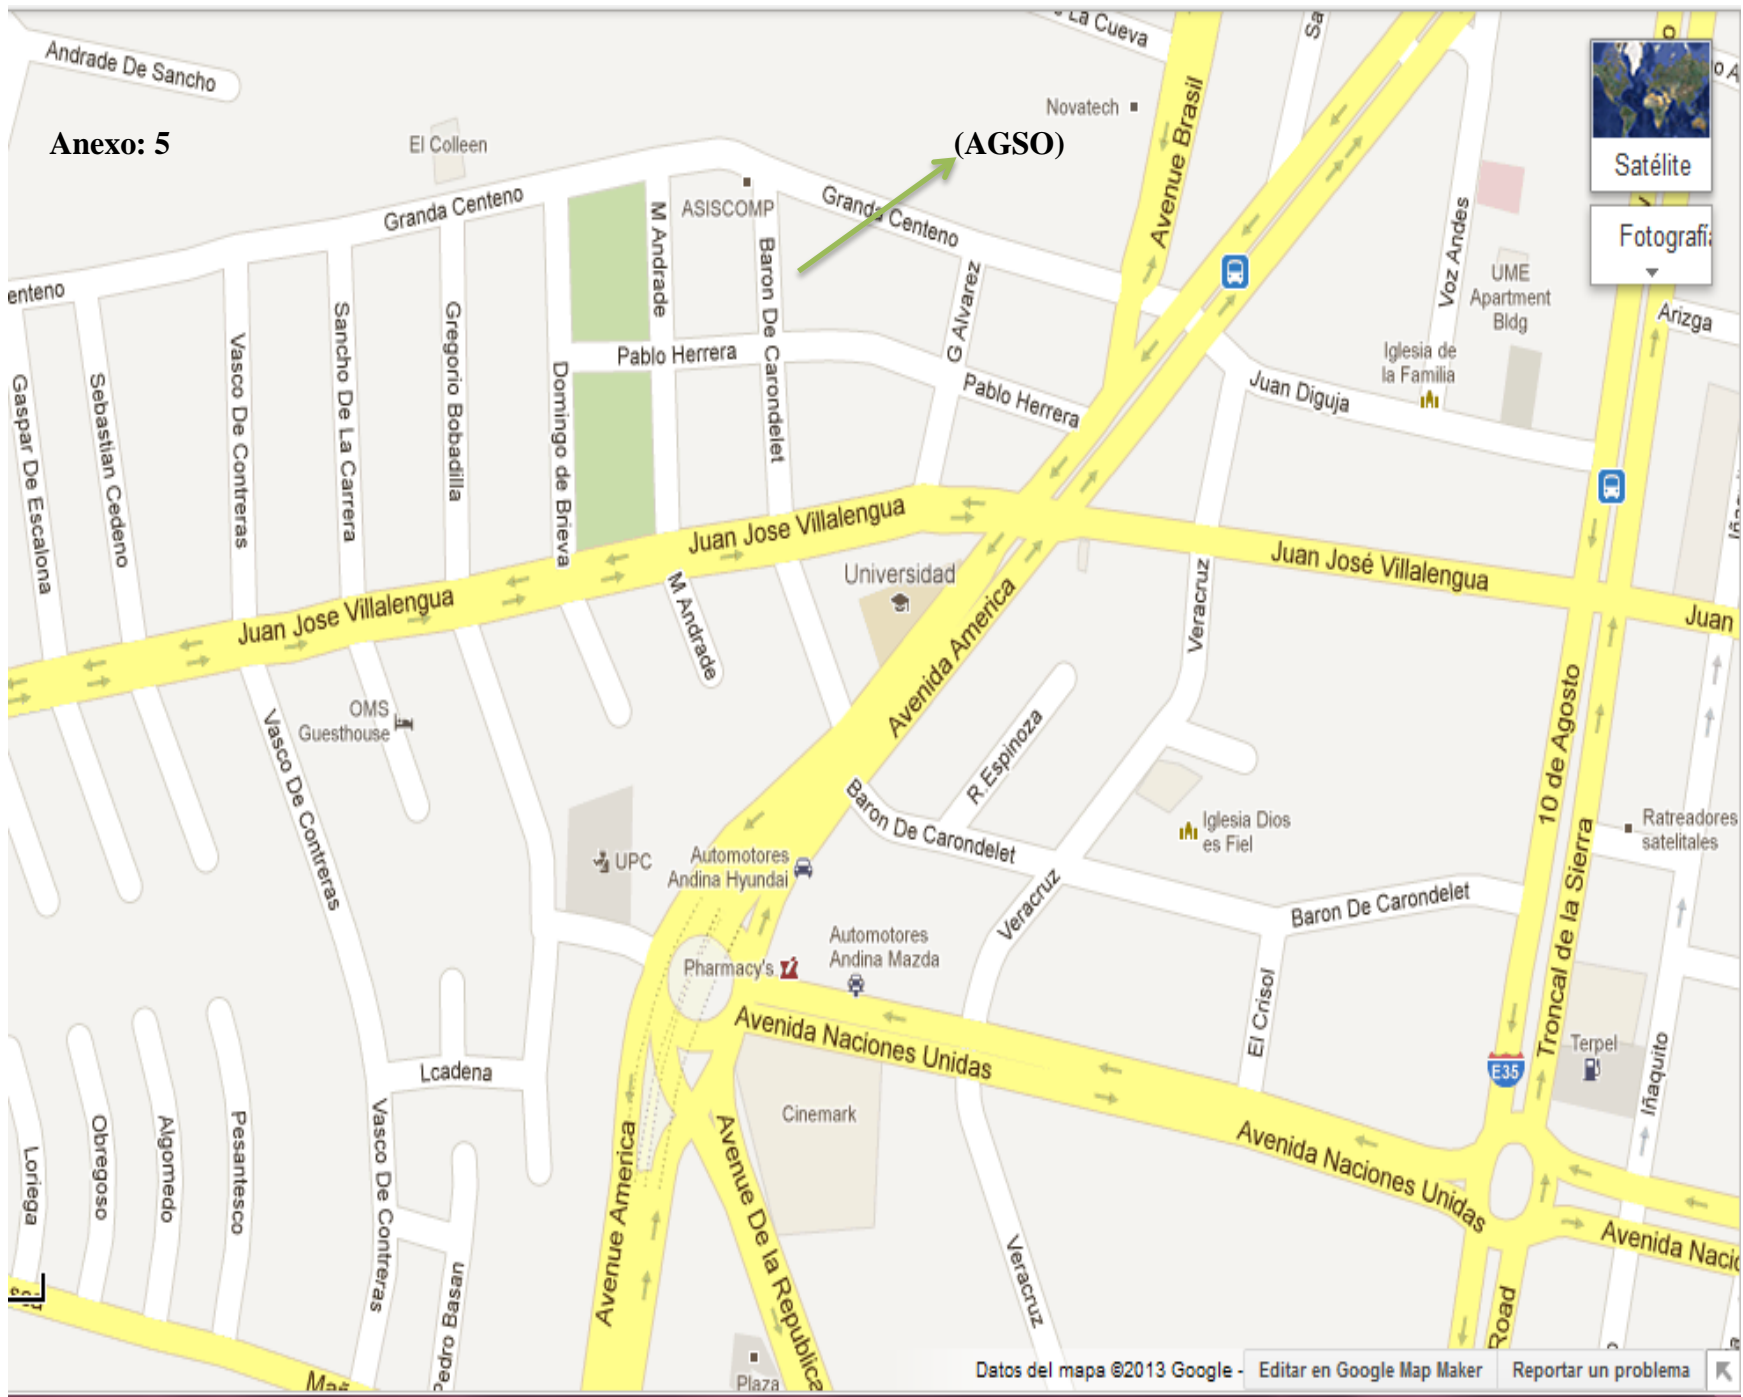 La Cueva
Andrade De Sancho
Novatech
Anexo: 5
El Colleen
(AGSO)
Avenue Brasil
Satélite
Fotografí
Granda Centeno
ASISCOMP
Granda Centeno
M Andrade
Baron De Carondelet
G Alvarez
Voz Andes
UME
Apartment
Bldg
enteno
Arizga
Vasco De Contreras
Sancho De La Carrera
Gregorio Bobadilla
Domingo de Brieva
Pablo Herrera
Pablo Herrera
Iglesia de
la Familia
Juan Diguja
Gaspar De Escalona
Sebastian Cedeno
Juan Jose Villalengua
Juan José Villalengua
Universidad
Juan Jose Villalengua
M Andrade
Avenida America
Veracruz
Juan
OMS
Guesthouse
Vasco De Contreras
R.Espinoza
10 de Agosto
Baron De Carondelet
Iglesia Dios
es Fiel
Ratreadores
satelitales
UPC
Automotores
Andina Hyundai
Veracruz
Baron De Carondelet
Troncal de la Sierra
Automotores
Andina Mazda
Pharmacy's
El Crisol
Avenida Naciones Unidas
Terpel
E35
Iñaquito
Lcadena
Cinemark
Loriega
Obregoso
Algomedo
Pesantesco
Vasco De Contreras
Avenue America
Avenue De la Republica
Avenida Naciones Unidas
Avenida Nacio
Veracruz
Pedro Basan
Road
Plaza
Datos del mapa ©2013 Google -
Editar en Google Map Maker
Reportar un problema